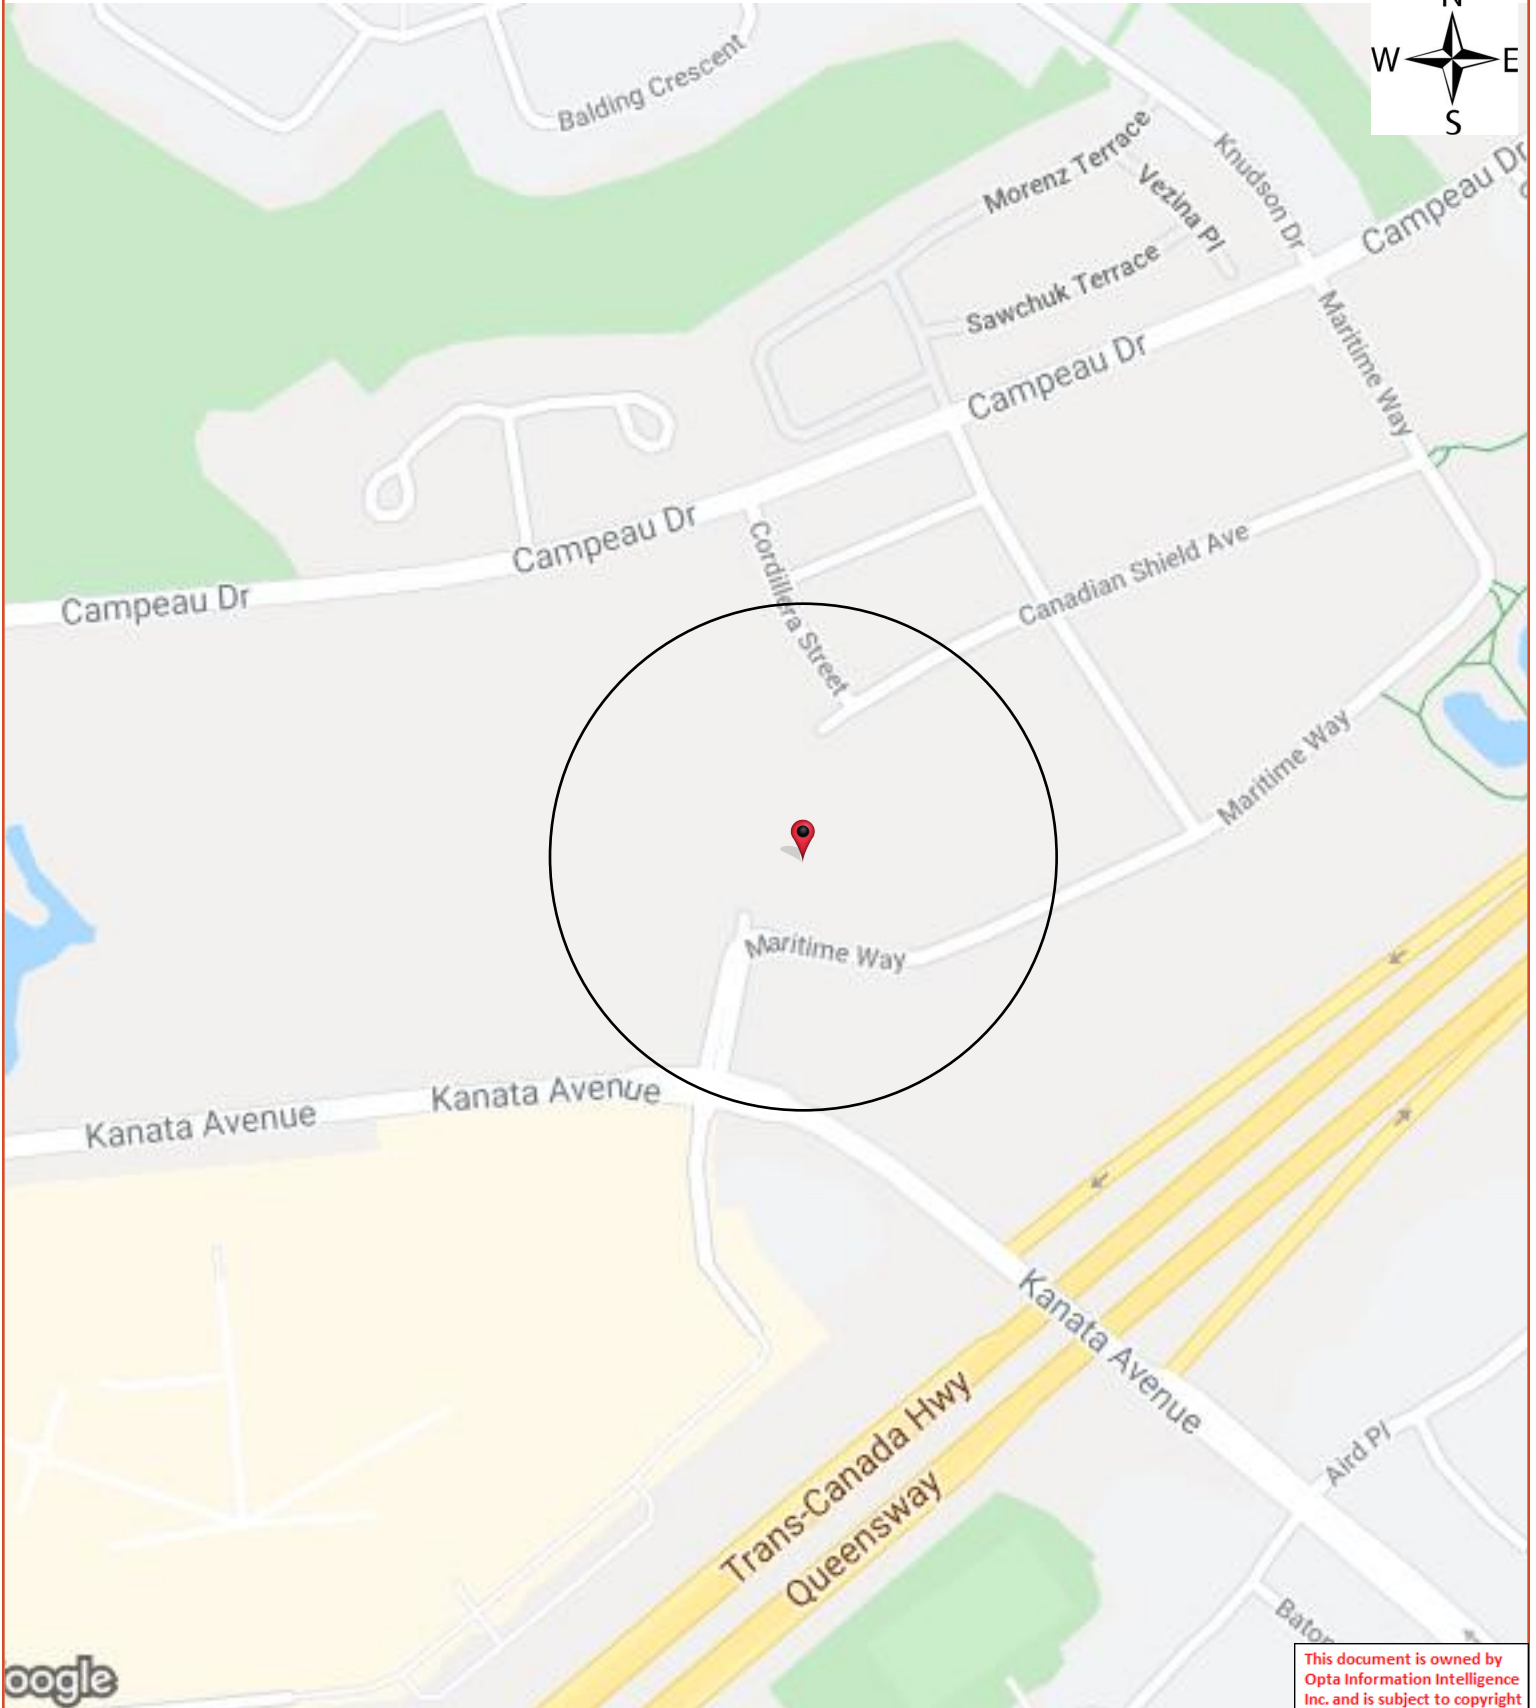 N
W
E
S
Balding Crescent
Morenz Terrace
Knudson Dr
Vezina Pl
Campeau Dr
Sawchuk Terrace
Maritime Way
Campeau Dr
Campeau Dr
Cordillera Street
Canadian Shield Ave
Campeau Dr
Maritime Way
Maritime Way
Kanata Avenue
Kanata Avenue
Kanata Avenue
Trans-Canada Hwy
Queensway
Aird Pl
Baton
oogle
This document is owned by
Opta Information Intelligence
Inc. and is subject to copyright